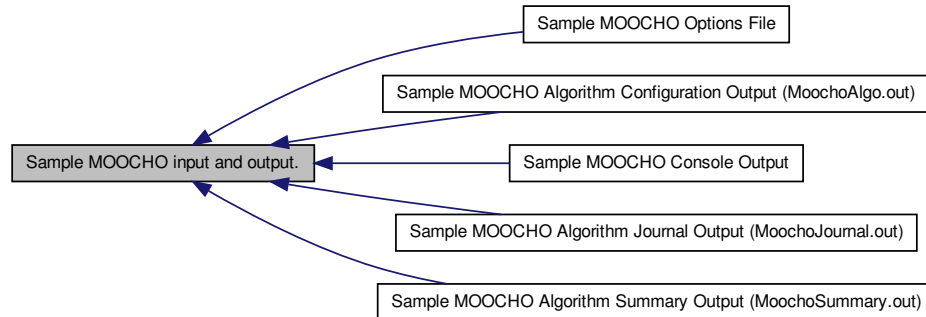 Sample MOOCHO Options File
Sample MOOCHO Algorithm Configuration Output (MoochoAlgo.out)
Sample MOOCHO input and output.
Sample MOOCHO Console Output
Sample MOOCHO Algorithm Journal Output (MoochoJournal.out)
Sample MOOCHO Algorithm Summary Output (MoochoSummary.out)